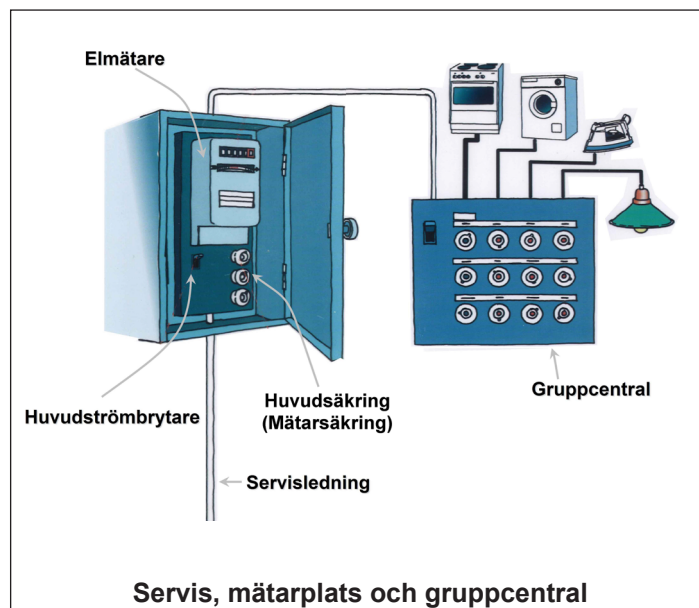 Elmätare
Gruppcentral
Huvudströmbrytare
Huvudsäkring
(Mätarsäkring)
Servisledning
Servis, mätarplats och gruppcentral